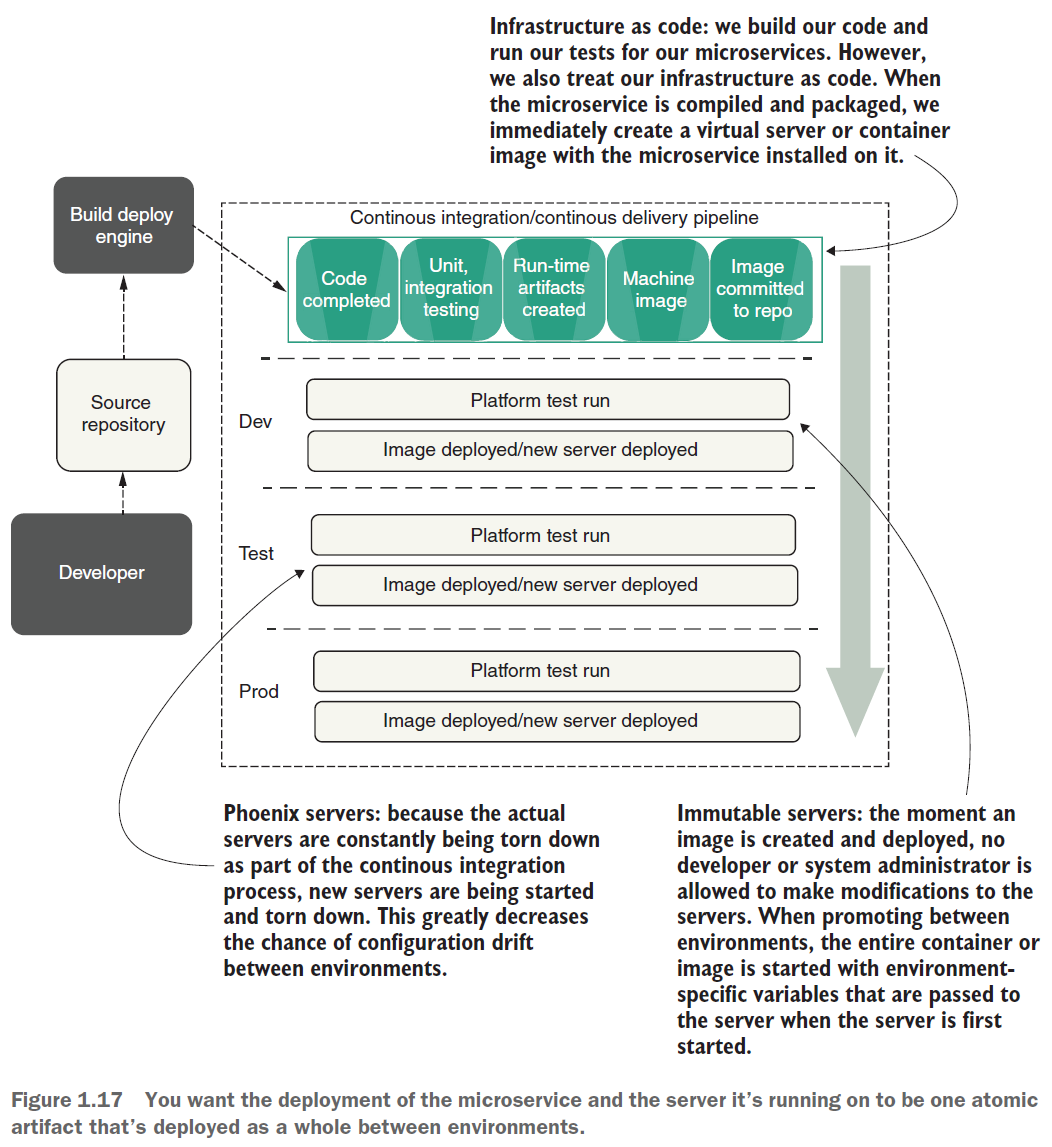 Infrastructure as code: we build our code and
run our tests for our microservices. However,
we also treat our infrastructure as code. When
the microservice is compiled and packaged, we
immediately create a virtual server or container
image with the microservice installed on it.
Build deploy
engine
Continous integration/continous delivery pipeline
Code
completed
Unit,
integration
testing
Run-time
artifacts
created
Machine
image
Image
committed
to repo
Source
repository
Developer
Dev
Platform test run
Image deployed/new server deployed
Test
Platform test run
Image deployed/new server deployed
Prod
Platform test run
Image deployed/new server deployed
Phoenix servers: because the actual
servers are constantly being torn down
as part of the continous integration
process, new servers are being started
and torn down. This greatly decreases
the chance of configuration drift
between environments.
Immutable servers: the moment an
image is created and deployed, no
developer or system administrator is
allowed to make modifications to the
servers. When promoting between
environments, the entire container or
image is started with environment-
specific variables that are passed to
the server when the server is first
started.
Figure 1.17 You want the deployment of the microservice and the server it's running on to be one atomic
artifact that's deployed as a whole between environments.